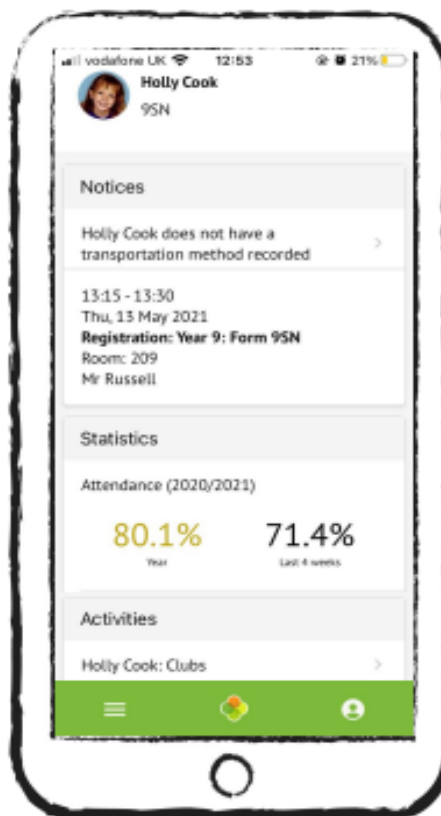 vodafone UK 12:53 21%
Holly Cook
9SN
Notices
Holly Cook does not have a
transportation method recorded
13:15 - 13:30
Thu, 13 May 2021
Registration: Year 9: Form 9SN
Room: 209
Mr Russell
Statistics
Attendance (2020/2021)
80.1% 71.4%
Year Last 4 weeks
Activities
Holly Cook: Clubs